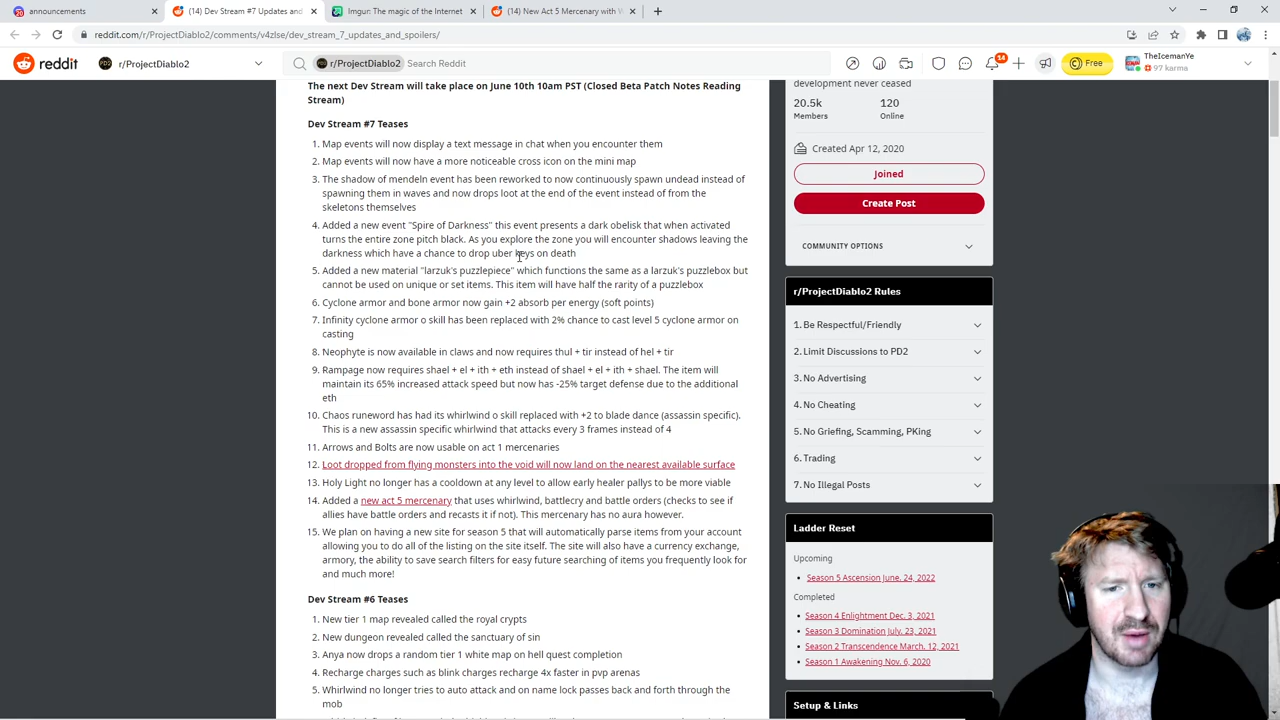 announcements
(14) Dev Stream #7 Updates and
Imgur: The magic of the Internet
(14) New Act 5 Mercenary with W
reddit.com/r/ProjectDiablo2/comments/v4zlse/dev_stream_7_updates_and_spoilers/
reddit
r/ProjectDiablo2
r/ProjectDiablo2
Search Reddit
14
Free
TheIcemanYe
97 karma
The next Dev Stream will take place on June 10th 10am PST (Closed Beta Patch Notes Reading
Stream)
Dev Stream #7 Teases
1. Map events will now display a text message in chat when you encounter them
2. Map events will now have a more noticeable cross icon on the mini map
3. The shadow of mendeln event has been reworked to now continuously spawn undead instead of
spawning them in waves and now drops loot at the end of the event instead of from the
skeletons themselves
4. Added a new event "Spire of Darkness" this event presents a dark obelisk that when activated
turns the entire zone pitch black. As you explore the zone you will encounter shadows leaving the
darkness which have a chance to drop uber keys on death
5. Added a new material "larzuk's puzzlepiece" which functions the same as a larzuk's puzzlebox but
cannot be used on unique or set items. This item will have half the rarity of a puzzlebox
6. Cyclone armor and bone armor now gain +2 absorb per energy (soft points)
7. Infinity cyclone armor o skill has been replaced with 2% chance to cast level 5 cyclone armor on
casting
8. Neophyte is now available in claws and now requires thul + tir instead of hel + tir
9. Rampage now requires shael + el + ith + eth instead of shael + el + ith + shael. The item will
maintain its 65% increased attack speed but now has -25% target defense due to the additional
eth
10. Chaos runeword has had its whirlwind o skill replaced with +2 to blade dance (assassin specific).
This is a new assassin specific whirlwind that attacks every 3 frames instead of 4
11. Arrows and Bolts are now usable on act 1 mercenaries
12. Loot dropped from flying monsters into the void will now land on the nearest available surface
13. Holy Light no longer has a cooldown at any level to allow early healer pallys to be more viable
14. Added a new act 5 mercenary that uses whirlwind, battlecry and battle orders (checks to see if
allies have battle orders and recasts it if not). This mercenary has no aura however.
15. We plan on having a new site for season 5 that will automatically parse items from your account
allowing you to do all of the listing on the site itself. The site will also have a currency exchange,
armory, the ability to save search filters for easy future searching of items you frequently look for
and much more!
Dev Stream #6 Teases
1. New tier 1 map revealed called the royal crypts
2. New dungeon revealed called the sanctuary of sin
3. Anya now drops a random tier 1 white map on hell quest completion
4. Recharge charges such as blink charges recharge 4x faster in pvp arenas
5. Whirlwind no longer tries to auto attack and on name lock passes back and forth through the
mob
development never ceased
20.5k
120
Members
Online
Created Apr 12, 2020
Joined
Create Post
COMMUNITY OPTIONS
r/ProjectDiablo2 Rules
1. Be Respectful/Friendly
2. Limit Discussions to PD2
3. No Advertising
4. No Cheating
5. No Griefing, Scamming, PKing
6. Trading
7. No Illegal Posts
Ladder Reset
Upcoming
Season 5 Ascension June. 24, 2022
Completed
Season 4 Enlightment Dec. 3, 2021
Season 3 Domination July. 23, 2021
Season 2 Transcendence March. 12, 2021
Season 1 Awakening Nov. 6, 2020
Setup & Links